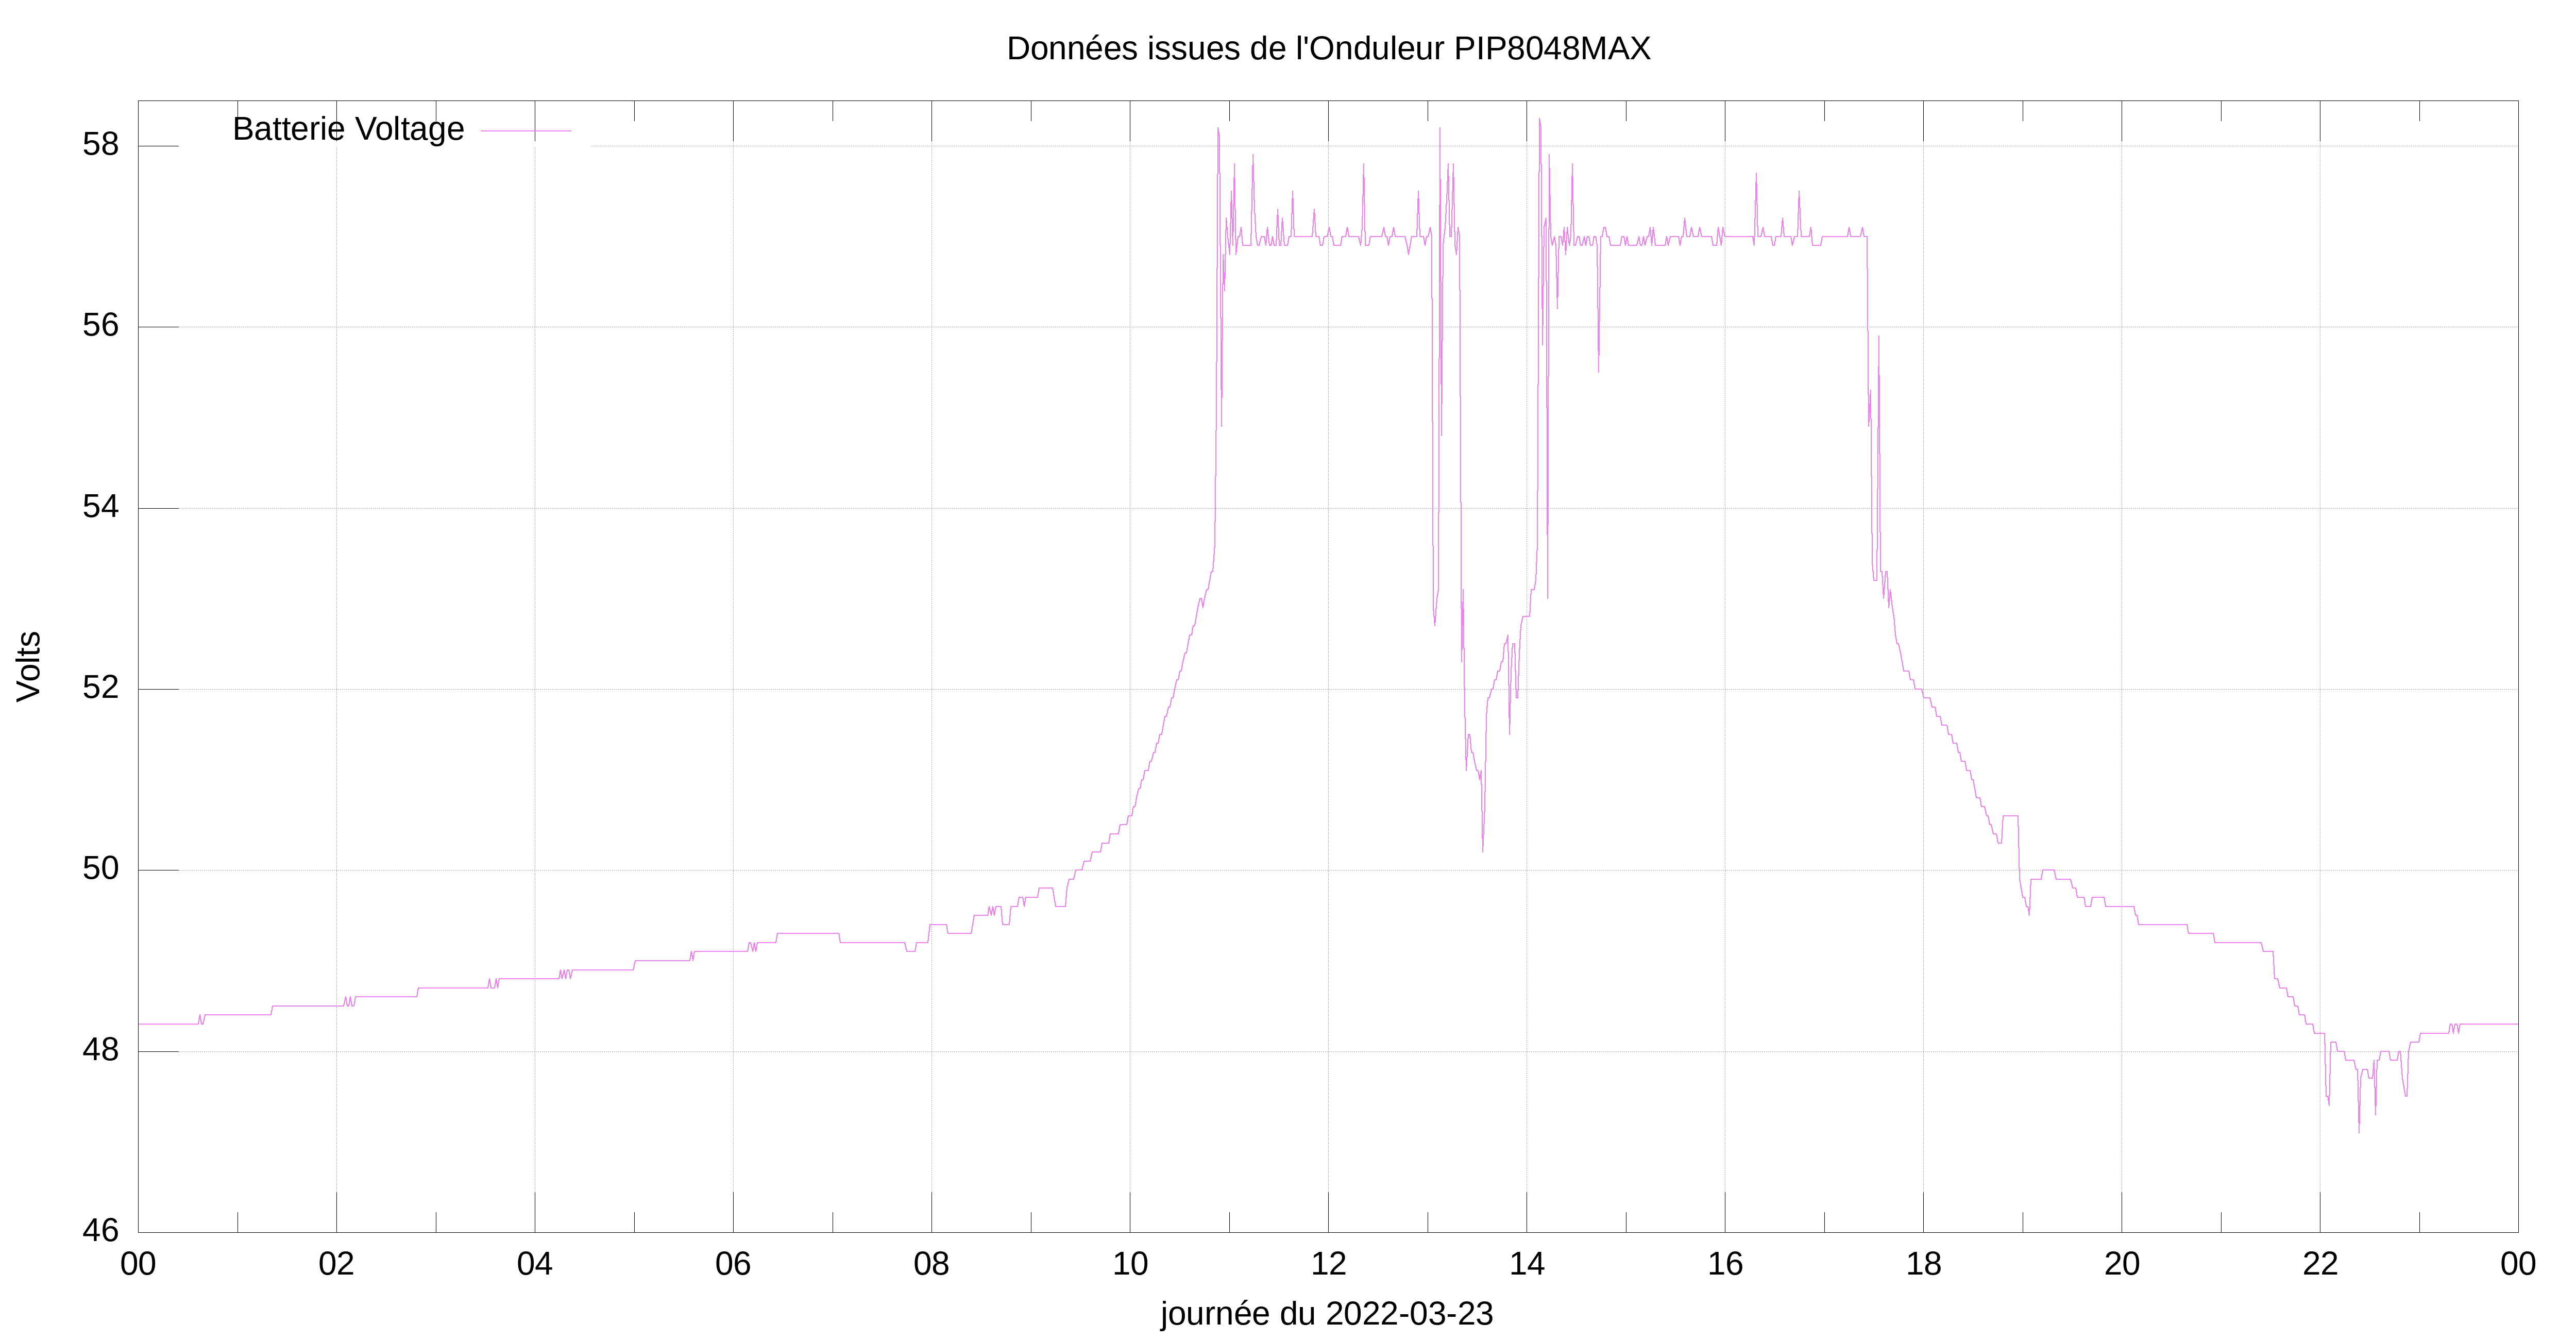 Données issues de l'Onduleur PIP8048MAX
Batterie Voltage
58
56
54
52
50
48
46
Volts
00 02 04 06 08 10 12 14 16 18 20 22 00
journée du 2022-03-23